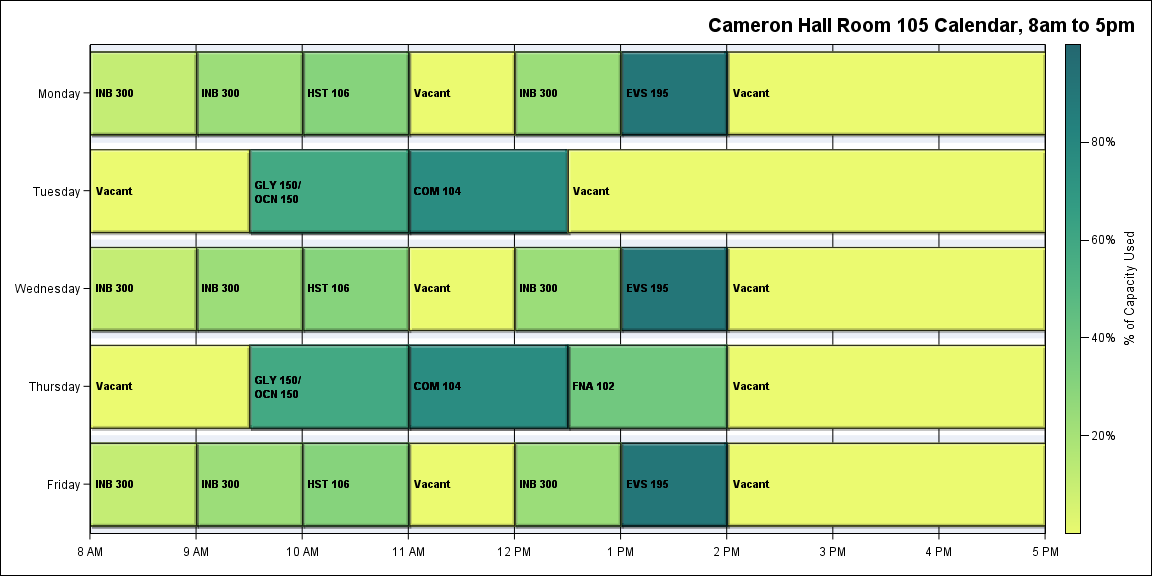 Cameron Hall Room 105 Calendar, 8am to 5pm
Monday
INB 300
INB 300
HST 106
Vacant
INB 300
EVS 195
Vacant
Tuesday
Vacant
GLY 150/
OCN 150
COM 104
Vacant
Wednesday
INB 300
INB 300
HST 106
Vacant
INB 300
EVS 195
Vacant
Thursday
Vacant
GLY 150/
OCN 150
COM 104
FNA 102
Vacant
Friday
INB 300
INB 300
HST 106
Vacant
INB 300
EVS 195
Vacant
8 AM
9 AM
10 AM
11 AM
12 PM
1 PM
2 PM
3 PM
4 PM
5 PM
80%
60%
40%
20%
% of Capacity Used